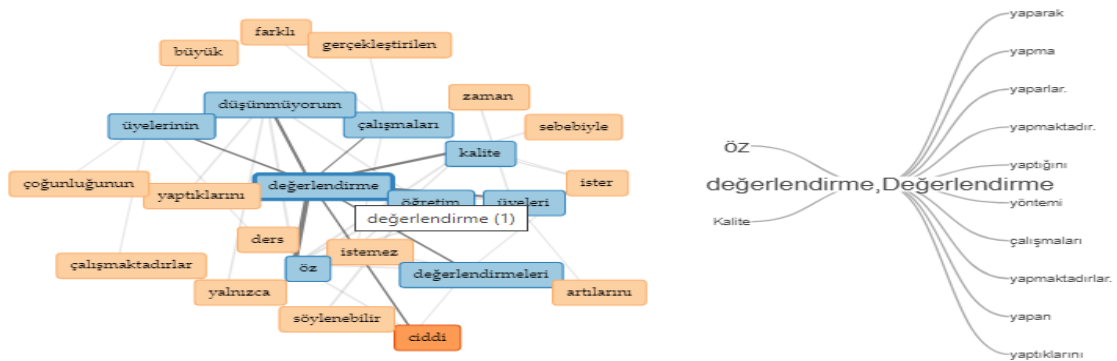 farklı
büyük
gerçekleştirilen
zaman
düşünmüyorum
üyelerinin
çalışmaları
sebebiyle
kalite
çoğunluğunun
yaptıklarını
değerlendirme
ister
öğretim
üyeleri
değerlendirme (1)
ders
istemez
çalışmaktadırlar
öz
değerlendirmeleri
yalnızca
artılarını
söylenebilir
ciddi
öz
değerlendirme,Değerlendirme
Kalite
yaparak
yapma
yaparlar.
yapmaktadır.
yaptığını
yöntemi
çalışmaları
yapmaktadırlar.
yapan
yaptıklarını